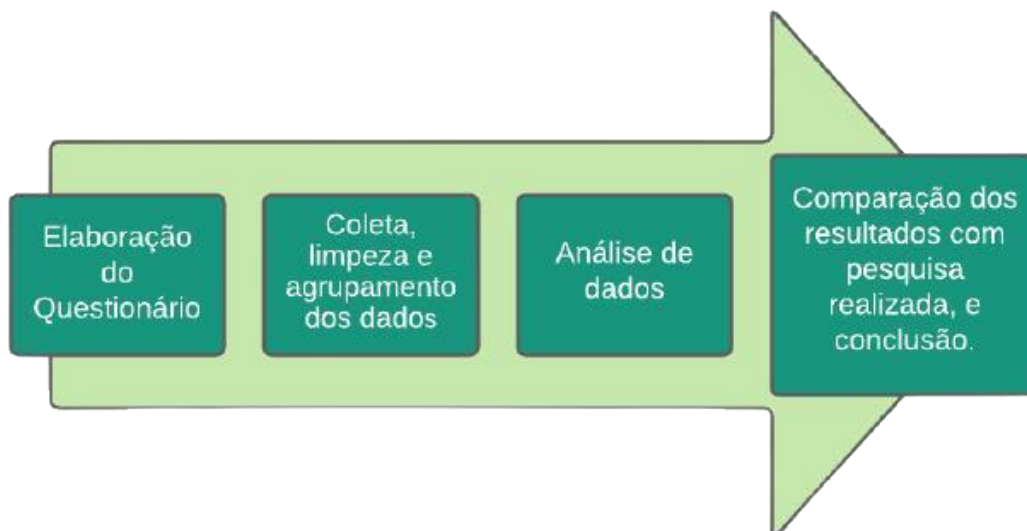 Elaboração
do
Questionário
Coleta,
limpeza e
agrupamento
dos dados
Análise de
dados
Comparação dos
resultados com
pesquisa
realizada, e
conclusão.